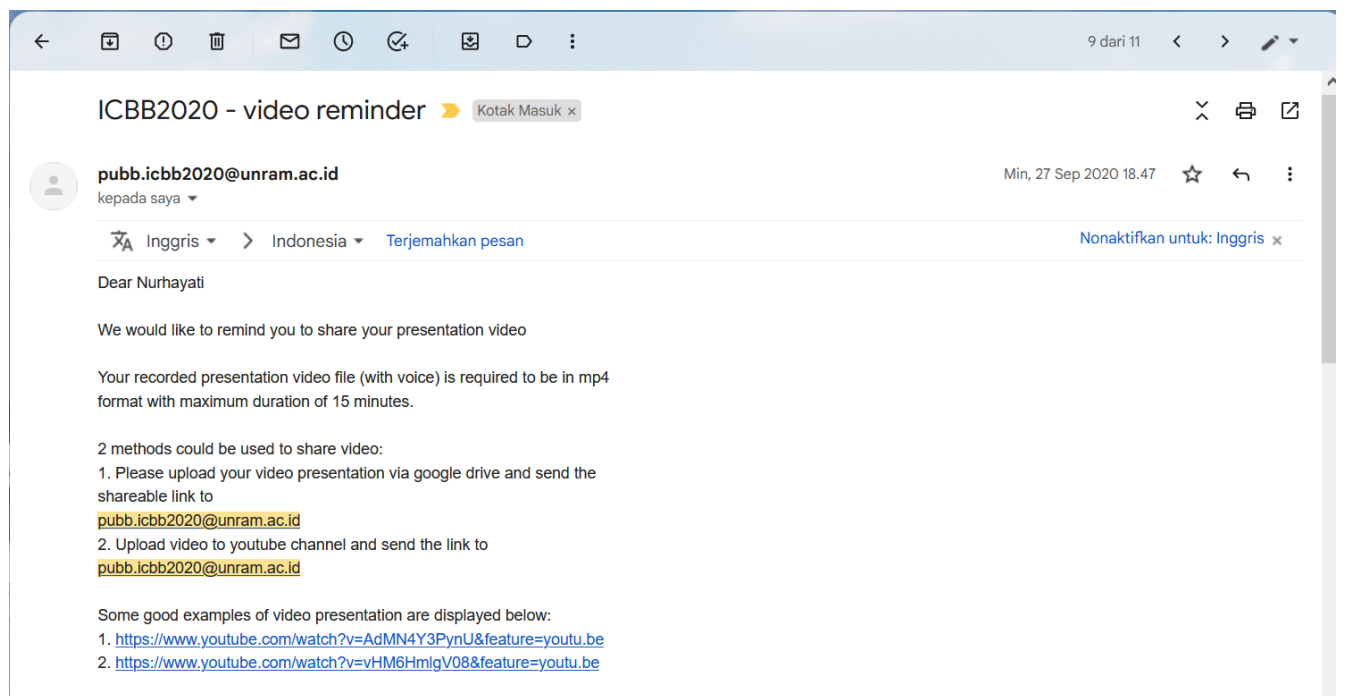 9 dari 11
ICBB2020 - video reminder
Kotak Masuk ×
pubb.icbb2020@unram.ac.id
Min, 27 Sep 2020 18.47
kepada saya
Inggris
Indonesia
Terjemahkan pesan
Nonaktifkan untuk: Inggris ×
Dear Nurhayati
We would like to remind you to share your presentation video
Your recorded presentation video file (with voice) is required to be in mp4
format with maximum duration of 15 minutes.
2 methods could be used to share video:
1. Please upload your video presentation via google drive and send the
shareable link to
pubb.icbb2020@unram.ac.id
2. Upload video to youtube channel and send the link to
pubb.icbb2020@unram.ac.id
Some good examples of video presentation are displayed below:
1. https://www.youtube.com/watch?v=AdMN4Y3PynU&feature=youtu.be
2. https://www.youtube.com/watch?v=vHM6HmlgV08&feature=youtu.be